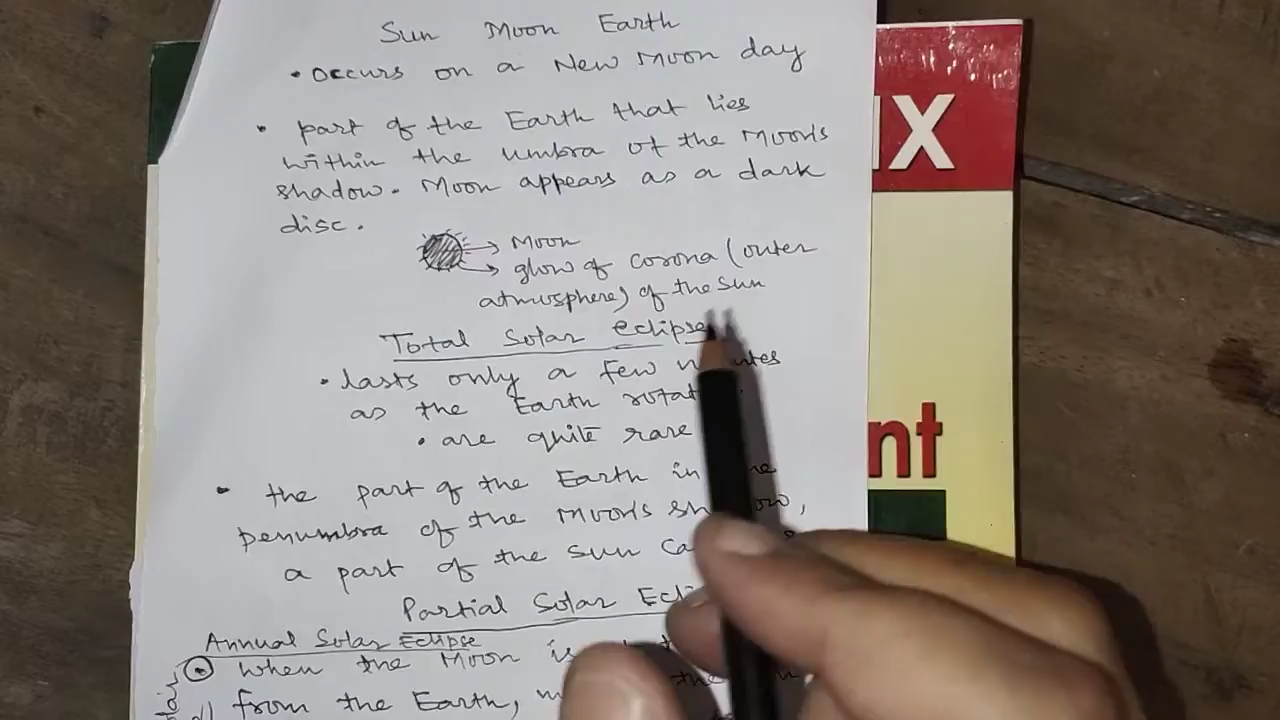 Sun Moon Earth
• Occurs on a New Moon day
• part of the Earth that lies
within the umbra of the Moon's
shadow. Moon appears as a dark
disc.
→ Moon
→ glow of corona (outer
atmosphere) of the Sun
Total Solar eclipse
• lasts only a few
as the Earth
• are quite rare
• the part of the Earth in
penumbra of the Moon's
a part of the Sun
Partial Solar
Annual Solar Eclipse
when the Moon is
from the Earth,
IX
nt